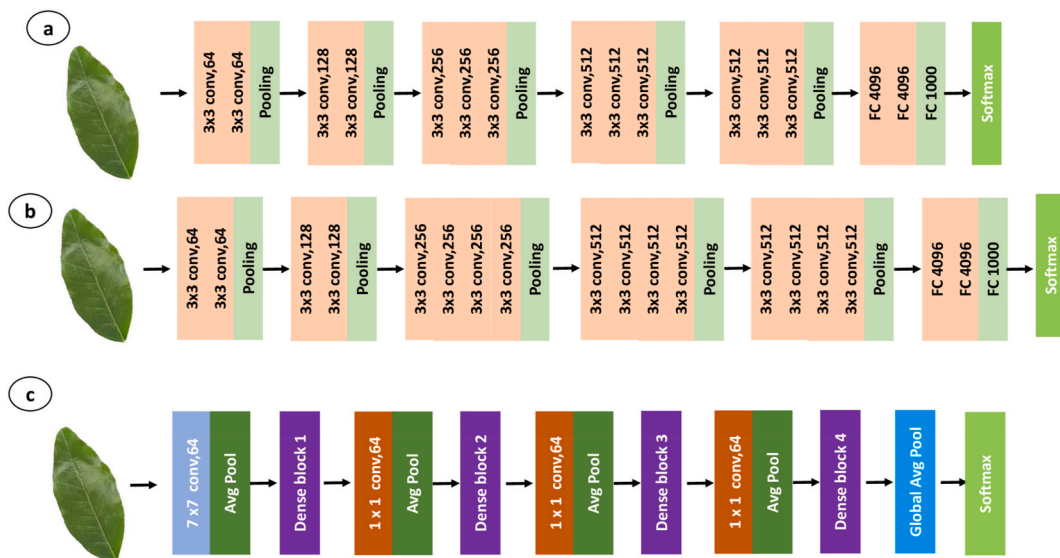 a
3x3 conv,64
3x3 conv,64
Pooling
3x3 conv,128
3x3 conv,128
Pooling
3x3 conv,256
3x3 conv,256
3x3 conv,256
Pooling
3x3 conv,512
3x3 conv,512
3x3 conv,512
Pooling
3x3 conv,512
3x3 conv,512
3x3 conv,512
Pooling
FC 4096
FC 4096
FC 1000
Softmax
b
3x3 conv,64
3x3 conv,64
Pooling
3x3 conv,128
3x3 conv,128
Pooling
3x3 conv,256
3x3 conv,256
3x3 conv,256
3x3 conv,256
Pooling
3x3 conv,512
3x3 conv,512
3x3 conv,512
3x3 conv,512
Pooling
3x3 conv,512
3x3 conv,512
3x3 conv,512
3x3 conv,512
Pooling
FC 4096
FC 4096
FC 1000
Softmax
c
7 x7 conv,64
Avg Pool
Dense block 1
1 x 1 conv,64
Avg Pool
Dense block 2
1 x 1 conv,64
Avg Pool
Dense block 3
1 x 1 conv,64
Avg Pool
Dense block 4
Global Avg Pool
Softmax